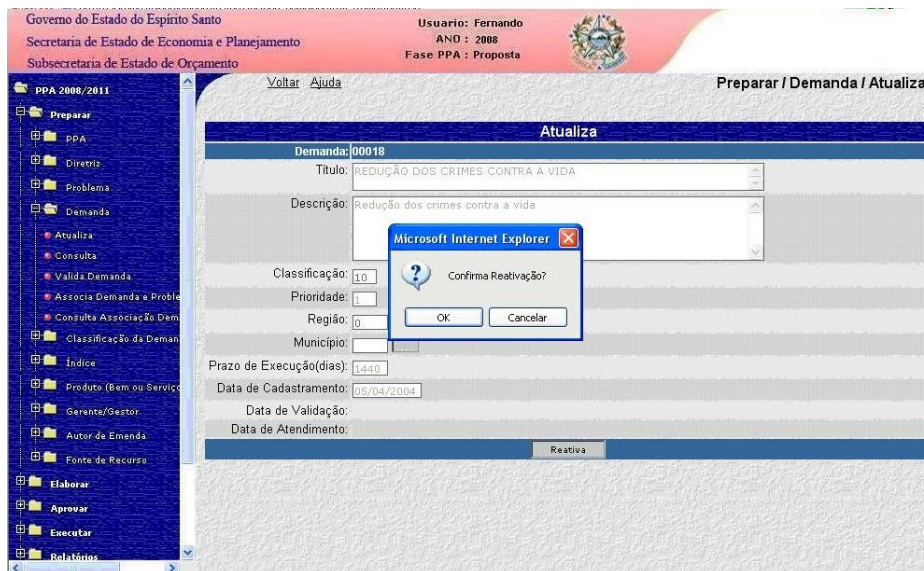 Governo do Estado do Espírito Santo
Secretaria de Estado de Economia e Planejamento
Subsecretaria de Estado de Orçamento
Usuario: Fernando
ANO : 2008
Fase PPA : Proposta
Voltar Ajuda
Preparar / Demanda / Atualiza
PPA 2008/2011
Preparar
PPA
Diretriz
Problema
Demanda
Atualiza
Consulta
Valida Demanda
Associa Demanda e Proble
Consulta Associação Dem
Classificação da Deman
Índice
Produto (Bem ou Serviço
Gerente/Gestor
Autor de Emenda
Fonte de Recurso
Elaborar
Aprovar
Executar
Relatórios
Atualiza
Demanda: 00018
Título: REDUÇÃO DOS CRIMES CONTRA A VIDA
Descrição: Redução dos crimes contra a vida
Classificação: 10
Prioridade: 1
Região: 0
Município:
Prazo de Execução(dias): 1440
Data de Cadastramento: 05/04/2004
Data de Validação:
Data de Atendimento:
Reativa
Microsoft Internet Explorer
Confirma Reativação?
OK Cancelar